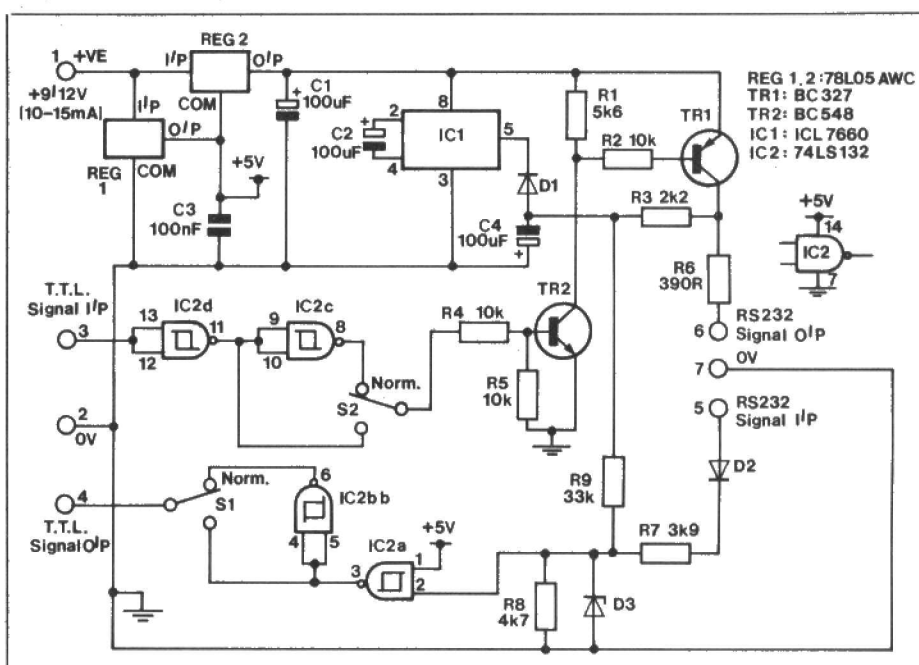 1 +VE
+9/12V
(10-15mA)
REG 2
I/P
O/P
COM
I/P
O/P
REG
1
COM
+5V
C3
100nF
C1
+
100uF
C2
+
100uF
2
4
8
IC1
3
5
D1
C4
100uF
+
R1
5k6
R2 10k
TR1
R3 2k2
REG 1,2:78L05 AWC
TR1: BC327
TR2: BC548
IC1: ICL 7660
IC2: 74LS132
+5V
14
IC2
7
R6
390R
T.T.L.
Signal I/P
3
IC2d
13
12
11
IC2c
9
10
8
Norm.
S2
R4 10k
TR2
R5
10k
6
RS232
Signal O/P
7
OV
5
RS232
Signal I/P
2
OV
4
T.T.L.
Signal O/P
Norm.
S1
6
IC2bb
4 5
3
IC2a
+5V
1
2
R9
33k
D2
R7 3k9
R8
4k7
D3